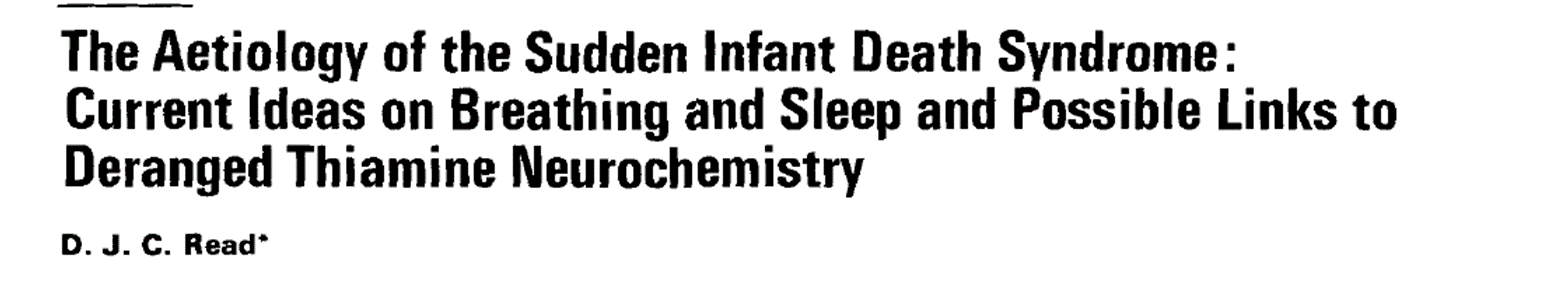 The Aetiology of the Sudden Infant Death Syndrome:
Current Ideas on Breathing and Sleep and Possible Links to
Deranged Thiamine Neurochemistry
D. J. C. Read*